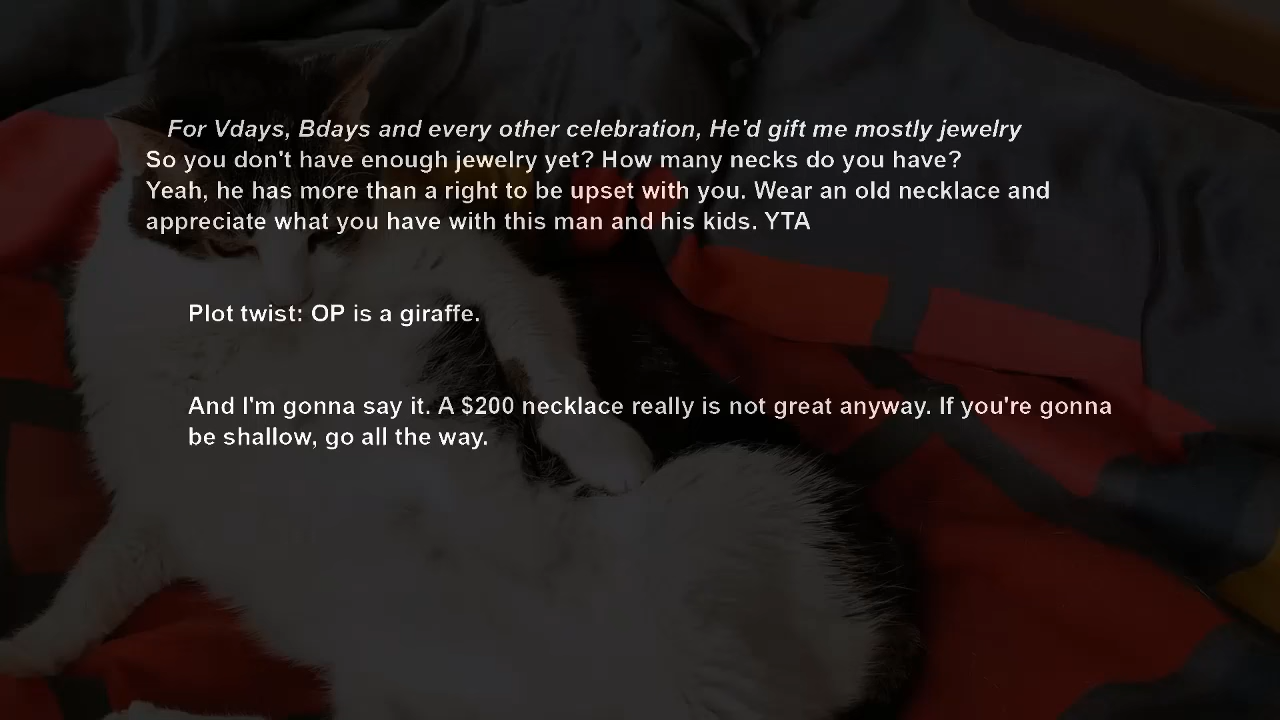 For Vdays, Bdays and every other celebration, He'd gift me mostly jewelry
So you don't have enough jewelry yet? How many necks do you have?
Yeah, he has more than a right to be upset with you. Wear an old necklace and
appreciate what you have with this man and his kids. YTA
Plot twist: OP is a giraffe.
And I'm gonna say it. A $200 necklace really is not great anyway. If you're gonna
be shallow, go all the way.